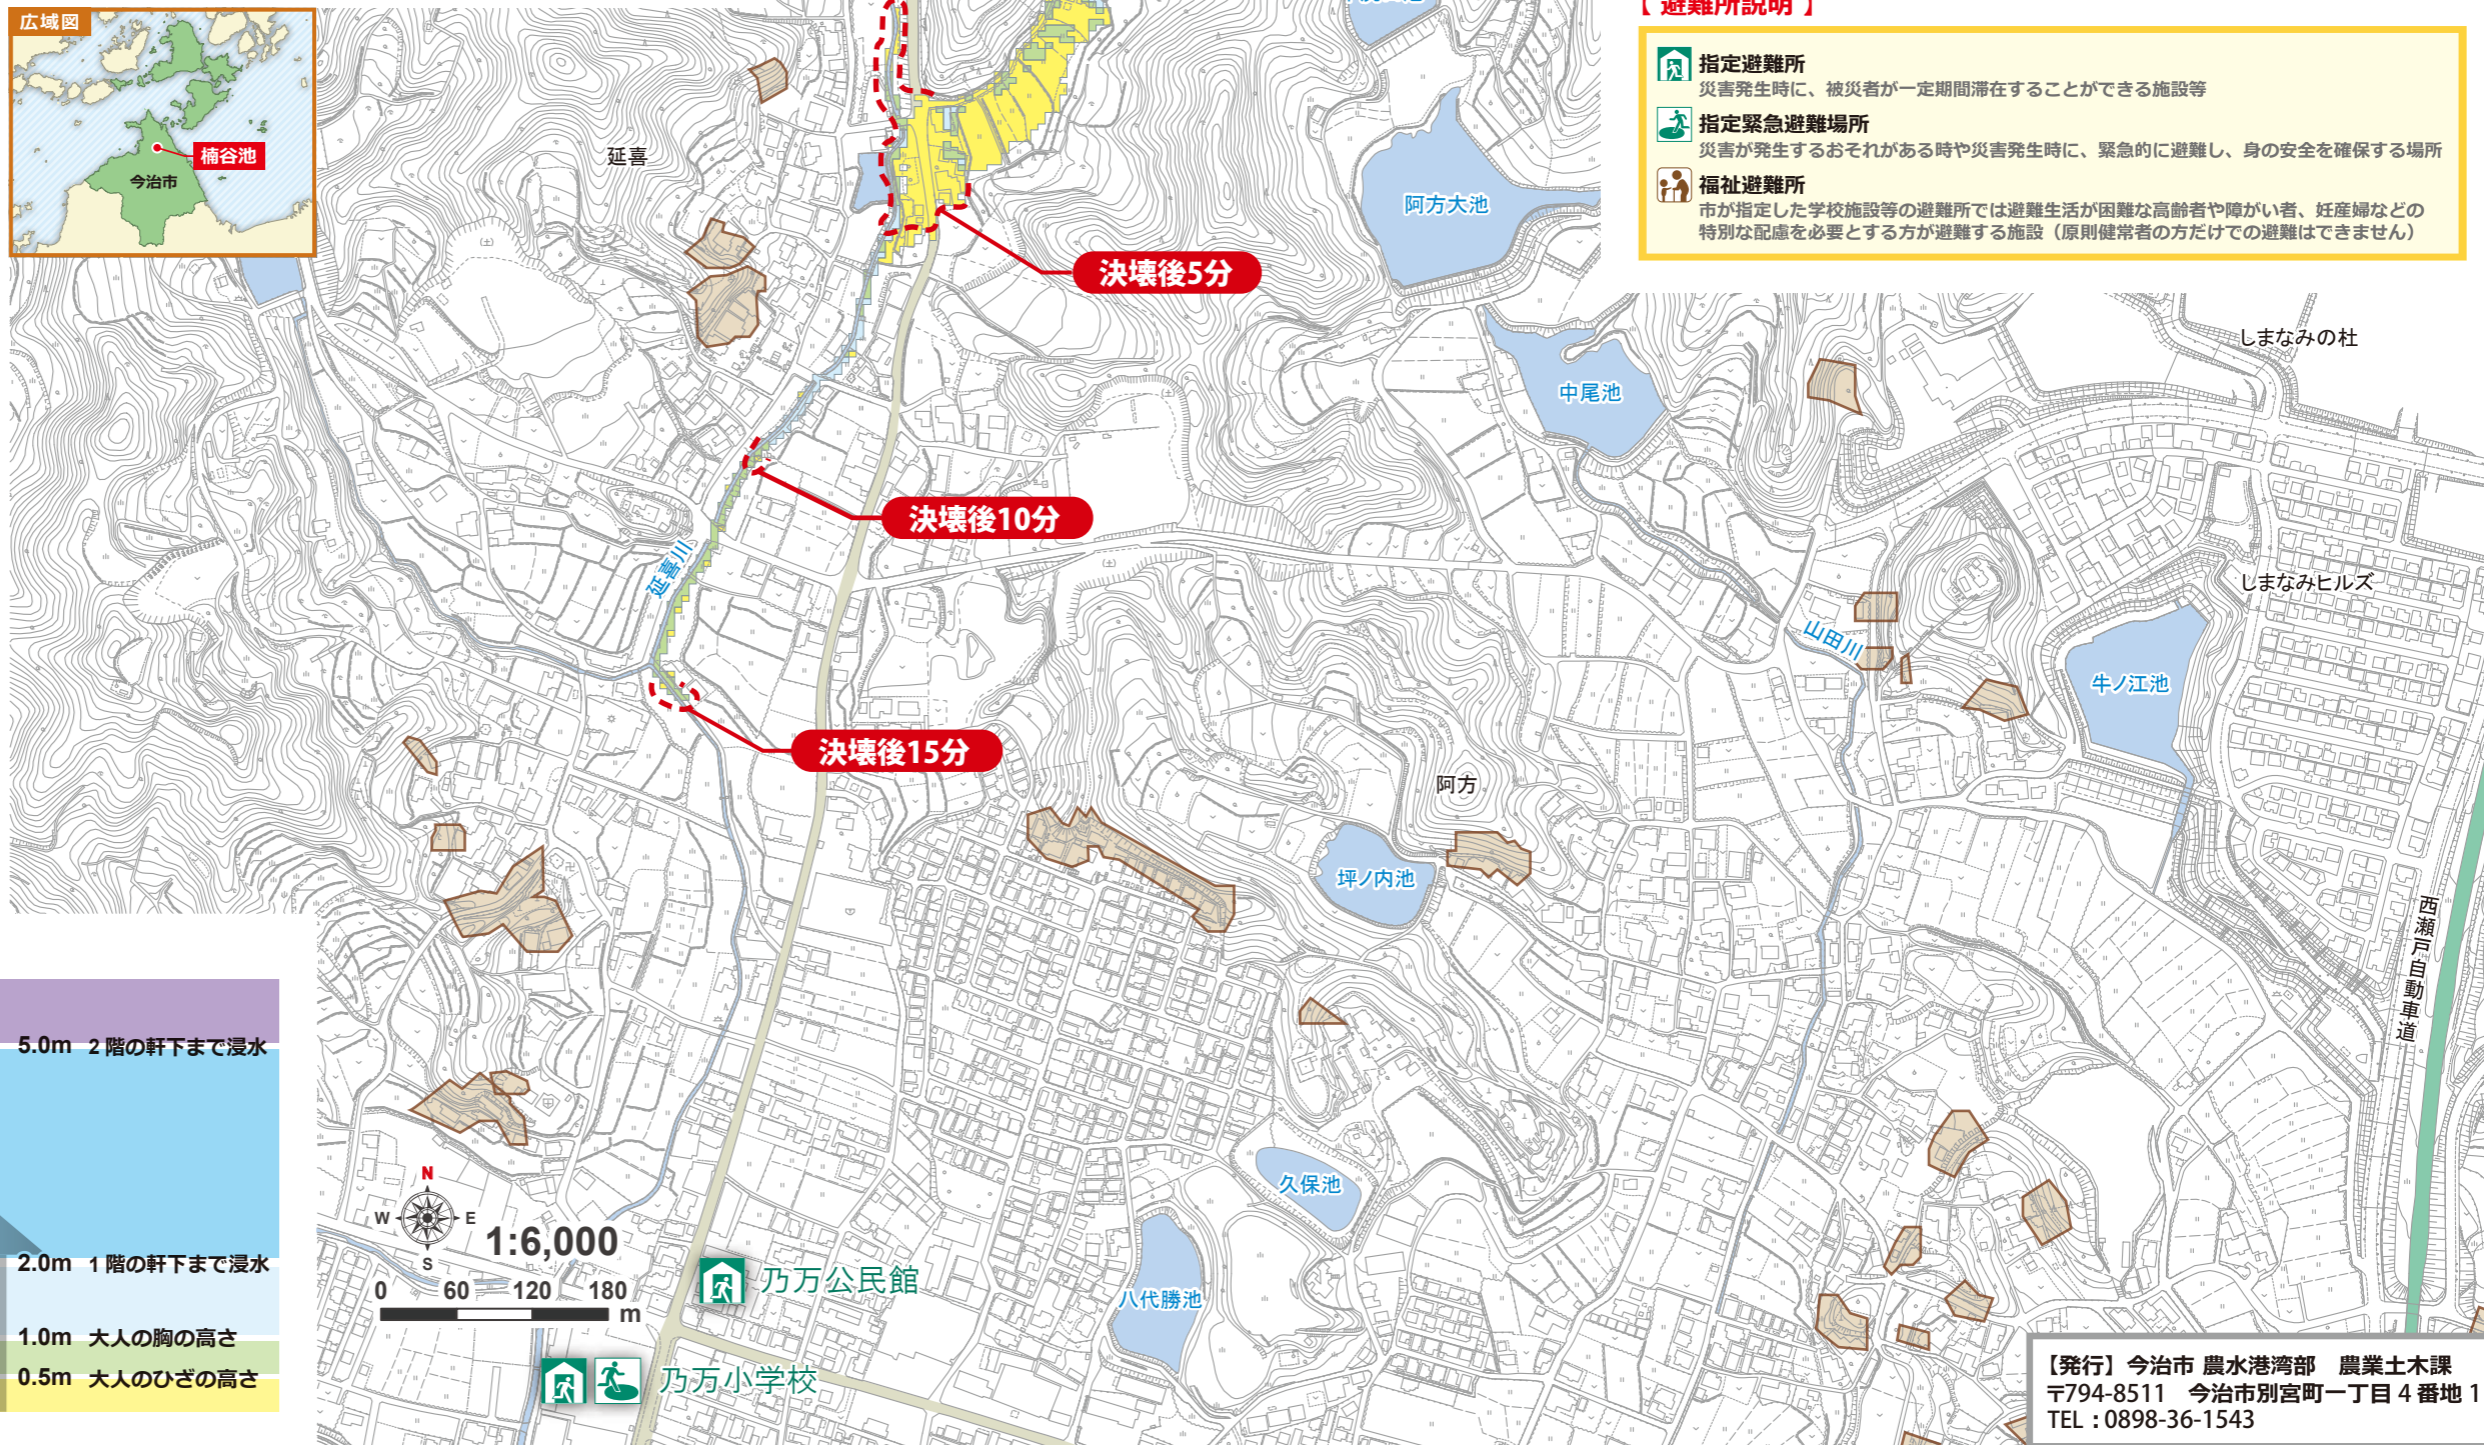 広域図
楠谷池
今治市
【 避難所説明 】
指定避難所
災害発生時に、被災者が一定期間滞在することができる施設等
指定緊急避難場所
災害が発生するおそれがある時や災害発生時に、緊急的に避難し、身の安全を確保する場所
福祉避難所
市が指定した学校施設等の避難所では避難生活が困難な高齢者や障がい者、妊産婦などの
特別な配慮を必要とする方が避難する施設（原則健常者の方だけでの避難はできません）
延喜
阿方大池
決壊後5分
しまなみの杜
中尾池
決壊後10分
延喜川
しまなみヒルズ
山田川
牛ノ江池
決壊後15分
阿方
坪ノ内池
西瀬戸自動車道
5.0m 2階の軒下まで浸水
2.0m 1階の軒下まで浸水
1.0m 大人の胸の高さ
0.5m 大人のひざの高さ
N
W E
S
1:6,000
0 60 120 180
m
久保池
八代勝池
乃万公民館
乃万小学校
【発行】今治市 農水港湾部 農業土木課
〒794-8511 今治市別宮町一丁目4番地1
TEL：0898-36-1543